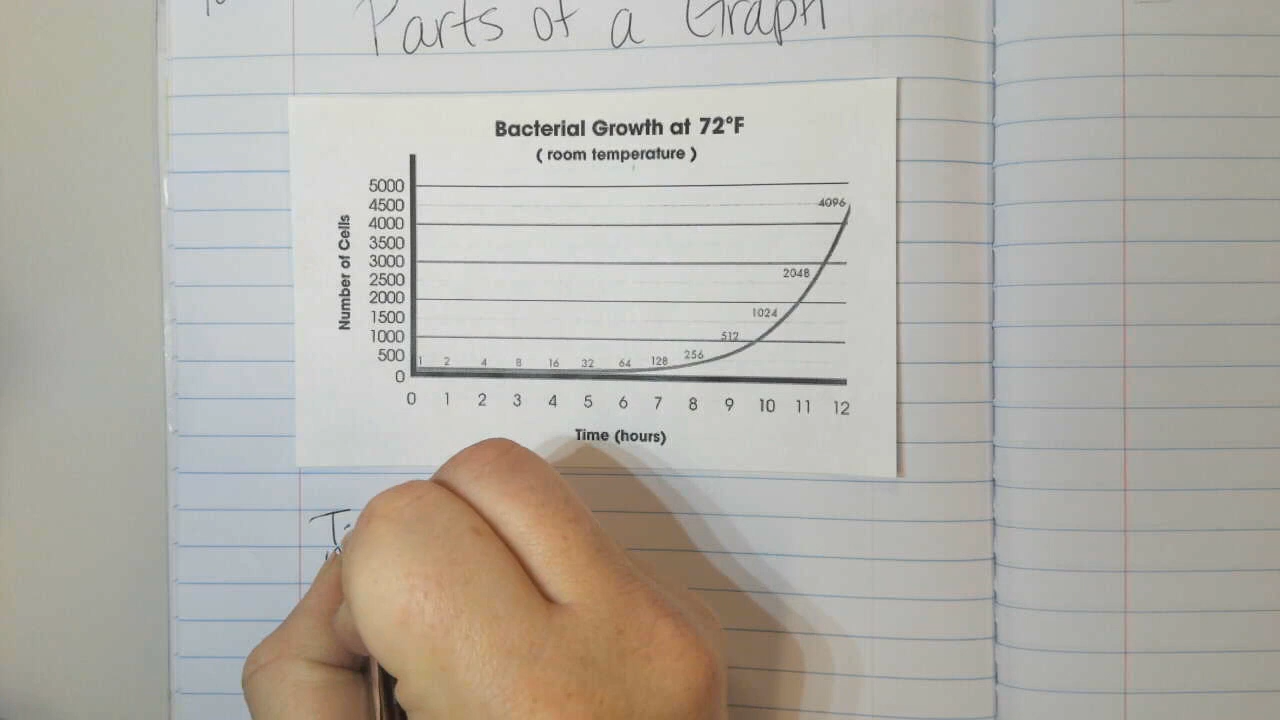 Parts of a Graph
Bacterial Growth at 72°F
( room temperature )
Number of Cells
5000
4500
4000
3500
3000
2500
2000
1500
1000
500
0
1 2 4 8 16 32 64 128 256 512 1024 2048 4096
0 1 2 3 4 5 6 7 8 9 10 11 12
Time (hours)